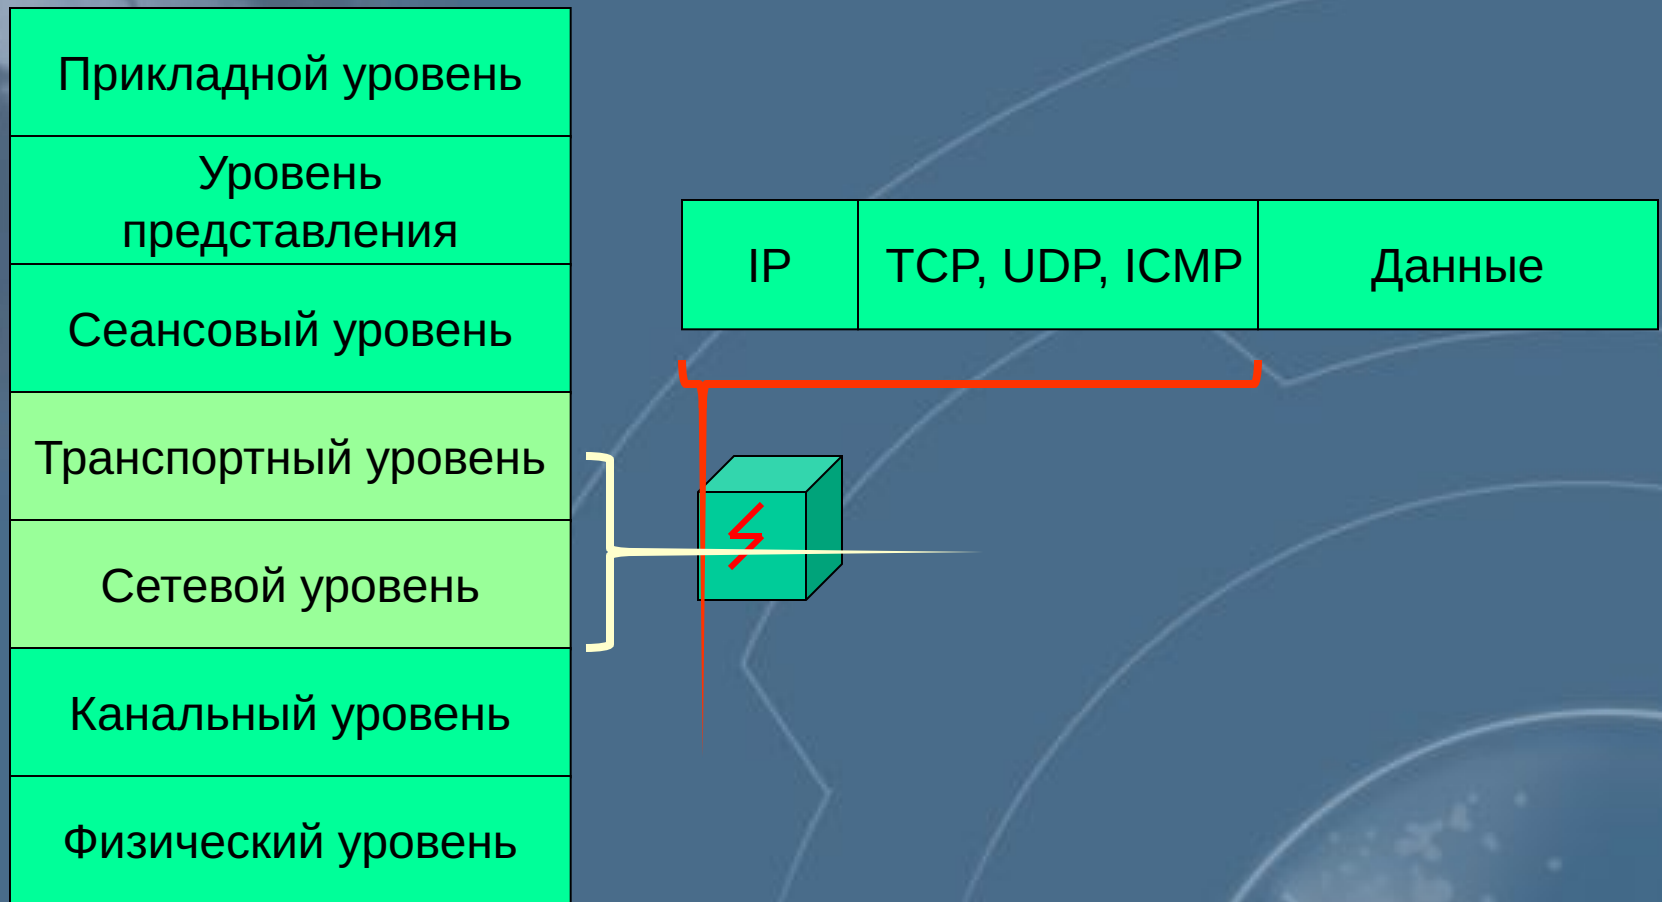 Прикладной уровень
Уровень
представления
Сеансовый уровень
Транспортный уровень
Сетевой уровень
Канальный уровень
Физический уровень
IP
TCP, UDP, ICMP
Данные